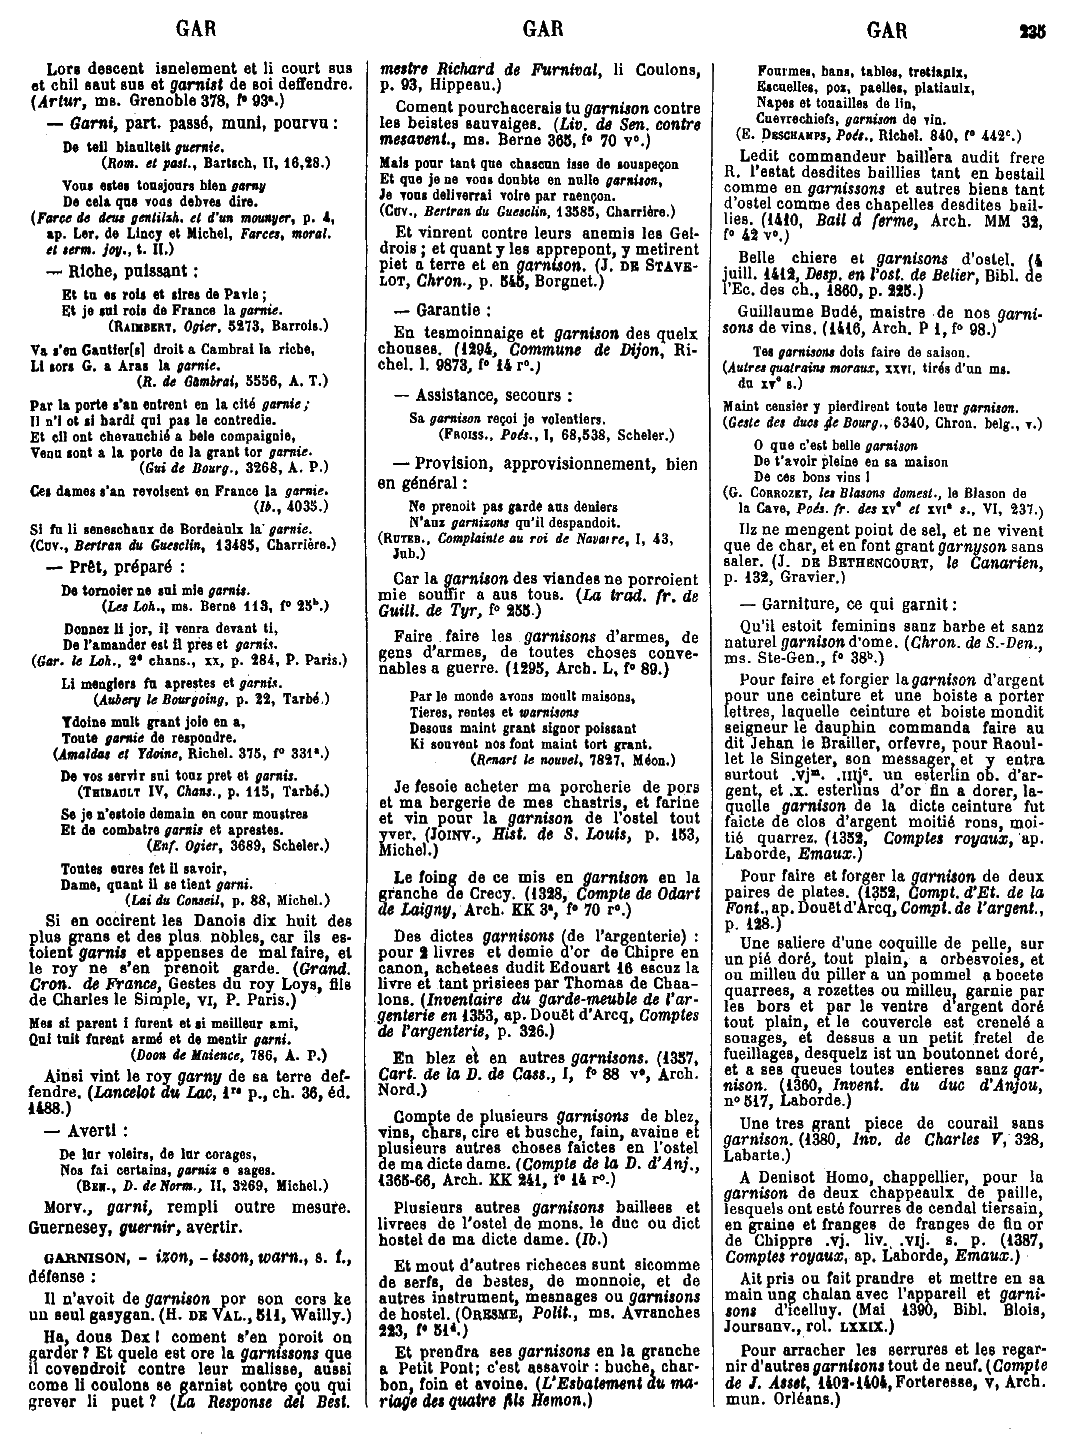 GAR
GAR
GAR
235
Lors descent isnelement et li court sus
et chil saut sus et garnist de soi deffendre.
(Artur, ms. Grenoble 378, f° 93ª.)
— Garni, part. passé, muni, pourvu :
De teil blaulteit guernie.
(Rom. et past., Bartsch, II, 16,28.)
Vous estes tousjours bien garny
De cela que vous debves dire.
(Farce de deus gentilzh. et d'un mounyer, p. 4,
ap. Ler. de Lincy et Michel, Farces, moral.
et serm. joy., t. II.)
— Riche, puissant :
Et tu es rois et sires de Pavie ;
Et je sui rois de France la garnie.
(RAIMBERT, Ogier, 5273, Barrois.)
Va s'en Gautier[s] droit a Cambrai la riche,
Li sors G. a Aras la garnie.
(R. de Cambrai, 5556, A. T.)
Par la porte s'an entrent en la cité garnie ;
Il n'i ot si hardi qui pas le contredie.
Et cil ont chevauchié a bele compaignie,
Venu sont a la porte de la grant tor garnie.
(Gui de Bourg., 3268, A. P.)
Ces dames s'an revoisent en France la garnie.
(Ib., 4035.)
Si fu li seneschaux de Bordeaulx la garnie.
(CUV., Bertran du Guesclin, 13485, Charrière.)
— Prêt, préparé :
De tornoier ne sui mie garnis.
(Les Loh., ms. Berne 113, f° 25ᵇ.)
Donnez li jor, il venra devant ti,
De l'amander est il pres et garnis.
(Gar. le Loh., 2° chans., XX, p. 284, P. Paris.)
Li mengiers fu aprestes et garnis.
(Aubery le Bourgoing, p. 22, Tarbé.)
Ydoine mult grant joie en a,
Toute garnie de respondre.
(Amaldas et Ydoine, Richel. 375, f° 331ª.)
De vos servir sui touz pret et garnis.
(THIBAULT IV, Chans., p. 115, Tarbé.)
Se je n'estoie demain en cour moustres
Et de combatre garnis et aprestes.
(Enf. Ogier, 3689, Scheler.)
Toutes eures fet il savoir,
Dame, quant il se tient garni.
(Lai du Conseil, p. 88, Michel.)
Si en occirent les Danois dix huit des
plus grans et des plus nobles, car ils es-
toient garnis et appenses de mal faire, et
le roy ne s'en prenoit garde. (Grand.
Cron. de France, Gestes du roy Loys, fils
de Charles le Simple, VI, P. Paris.)
Mes si parent i furent et si meilleur ami,
Qui tuit furent armé et de mentir garni.
(Doon de Maience, 786, A. P.)
Ainsi vint le roy garny de sa terre def-
fendre. (Lancelot du Lac, 1ʳᵉ p., ch. 36, éd.
1488.)
— Averti :
De lur voleirs, de lur corages,
Nos fai certains, garniz e sages.
(BEN., D. de Norm., II, 3269, Michel.)
Morv., garni, rempli outre mesure.
Guernesey, guernir, avertir.
GARNISON, - izon, - isson, warn., s. f.,
défense :
Il n'avoit de garnison por son cors ke
un seul gasygan. (H. DE VAL., 511, Wailly.)
Ha, dous Dex ! coment s'en poroit on
garder ? Et quele est ore la garnissons que
il covendroit contre leur malisse, aussi
come li coulons se garnist contre çou qui
grever li puet ? (La Response del Best.
mestre Richard de Furnival, li Coulons,
p. 93, Hippeau.)
Coment pourchacerais tu garnison contre
les beistes sauvaiges. (Liv. de Sen. contre
mesavent., ms. Berne 365, f° 70 v°.)
Mais pour tant que chascun isse de souspeçon
Et que je ne vous doubte en nulle garnison,
Je vous deliverrai voire par raençon.
(CUV., Bertran du Guesclin, 13585, Charrière.)
Et vinrent contre leurs anemis les Gel-
drois ; et quant y les apprepont, y metirent
piet a terre et en garnison. (J. DE STAVE-
LOT, Chron., p. 545, Borgnet.)
— Garantie :
En tesmoinnaige et garnison des quelx
chouses. (1294, Commune de Dijon, Ri-
chel. l. 9873, f° 14 r°.)
— Assistance, secours :
Sa garnison reçoi je volentiers.
(FROISS., Poés., I, 68,538, Scheler.)
— Provision, approvisionnement, bien
en général :
Ne prenoit pas garde aus deniers
N'aux garnizons qu'il despandoit.
(RUTEB., Complainte au roi de Navarre, I, 43,
Jub.)
Car la garnison des viandes ne porroient
mie souffir a aus tous. (La trad. fr. de
Guill. de Tyr, f° 255.)
Faire faire les garnisons d'armes, de
gens d'armes, de toutes choses conve-
nables a guerre. (1295, Arch. L, f° 89.)
Par le monde avons moult maisons,
Tieres, rentes et warnisons
Desous maint grant signor poissant
Ki souvent nos font maint tort grant.
(Renart le nouvel, 7827, Méon.)
Je fesoie acheter ma porcherie de pors
et ma bergerie de mes chastris, et farine
et vin pour la garnison de l'ostel tout
yver. (JOINV., Hist. de S. Louis, p. 153,
Michel.)
Le foing de ce mis en garnison en la
granche de Crecy. (1328, Compte de Odart
de Laigny, Arch. KK 3ª, f° 70 r°.)
Des dictes garnisons (de l'argenterie) :
pour 2 livres et demie d'or de Chipre en
canon, achetees dudit Edouart 16 escuz la
livre et tant prisiees par Thomas de Chaa-
lons. (Inventaire du garde-meuble de l'ar-
genterie en 1353, ap. Douët d'Arcq, Comptes
de l'argenterie, p. 326.)
En blez et en autres garnisons. (1357,
Cart. de la D. de Cass., I, f° 88 v°, Arch.
Nord.)
Compte de plusieurs garnisons de blez,
vins, chars, cire et busche, fain, avaine et
plusieurs autres choses faictes en l'ostel
de ma dicte dame. (Compte de la D. d'Anj.,
1365-66, Arch. KK 241, f° 14 r°.)
Plusieurs autres garnisons baillees et
livrees de l'ostel de mons. le duc ou dict
hostel de ma dicte dame. (Ib.)
Et mout d'autres richeces sunt sicomme
de serfs, de bestes, de monnoie, et de
autres instrument, mesnages ou garnisons
de hostel. (ORESME, Polit., ms. Avranches
223, f° 51ᵈ.)
Et prendra ses garnisons en la granche
a Petit Pont; c'est assavoir : buche, char-
bon, foin et avoine. (L'Esbatement du ma-
riage des quatre fils Hemon.)
Fourmes, bans, tables, tretiaulx,
Escuelles, poz, paelles, platiaulx,
Napes et touailles de lin,
Cuevrechiefs, garnison de vin.
(E. DESCHAMPS, Poés., Richel. 840, f° 442ᶜ.)
Ledit commandeur baillera audit frere
R. l'estat desdites baillies tant en bestail
comme en garnissons et autres biens tant
d'ostel comme des chapelles desdites bail-
lies. (1410, Bail d ferme, Arch. MM 32,
f° 42 v°.)
Belle chiere et garnisons d'ostel. (4
juill. 1412, Desp. en l'ost. de Belier, Bibl. de
l'Ec. des ch., 1860, p. 225.)
Guillaume Budé, maistre de nos garni-
sons de vins. (1416, Arch. P 1, f° 98.)
Tes garnisons dois faire de saison.
(Autres quatrains moraux, XXVI, tirés d'un ms.
du XVᵉ s.)
Maint censier y pierdirent toute leur garnison.
(Geste des ducs de Bourg., 6340, Chron. belg., V.)
O que c'est belle garnison
De t'avoir pleine en sa maison
De ces bons vins !
(G. CORROZET, les Blasons domest., le Blason de
la Cave, Poés. fr. des XVᵉ et XVIᵉ s., VI, 237.)
Ilz ne mengent point de sel, et ne vivent
que de char, et en font grant garnyson sans
saler. (J. DE BETHENCOURT, le Canarien,
p. 132, Gravier.)
— Garniture, ce qui garnit :
Qu'il estoit feminins sanz barbe et sanz
naturel garnison d'ome. (Chron. de S.-Den.,
ms. Ste-Gen., f° 38ᵇ.)
Pour faire et forgier la garnison d'argent
pour une ceinture et une boiste a porter
lettres, laquelle ceinture et boiste mondit
seigneur le dauphin commanda faire au
dit Jehan le Brailler, orfevre, pour Raoul-
let le Singeter, son messager, et y entra
surtout .vjᵐ. .iiijᶜ. un esterlin ob. d'ar-
gent, et .x. esterlins d'or fin a dorer, la-
quelle garnison de la dicte ceinture fut
faicte de clos d'argent moitié rons, moi-
tié quarrez. (1352, Comptes royaux, ap.
Laborde, Emaux.)
Pour faire et forger la garnison de deux
paires de plates. (1352, Compt. d'Et. de la
Font., ap. Douët d'Arcq, Compt. de l'argent.,
p. 128.)
Une saliere d'une coquille de pelle, sur
un pié doré, tout plain, a orbesvoies, et
ou milieu du piller a un pommel a bocete
quarrees, a rozettes ou milleu, garnie par
les bors et par le ventre d'argent doré
tout plain, et le couvercle est crenelé a
souages, et dessus a un petit fretel de
fueillages, desquelz ist un boutonnet doré,
et a ses queues toutes entieres sanz gar-
nison. (1360, Invent. du duc d'Anjou,
n° 517, Laborde.)
Une tres grant piece de courail sans
garnison. (1380, Inv. de Charles V, 328,
Labarte.)
A Denisot Homo, chappellier, pour la
garnison de deux chappeaulx de paille,
lesquels ont esté fourres de cendal tiersain,
en graine et franges de franges de fin or
de Chippre .vj. liv. .vij. s. p. (1387,
Comptes royaux, ap. Laborde, Emaux.)
Ait pris ou fait prandre et mettre en sa
main ung chalan avec l'appareil et garni-
sons d'icelluy. (Mai 1390, Bibl. Blois,
Joursanv., rol. LXXIX.)
Pour arracher les serrures et les regar-
nir d'autres garnisons tout de neuf. (Compte
de J. Asset, 1402-1404, Forteresse, V, Arch.
mun. Orléans.)